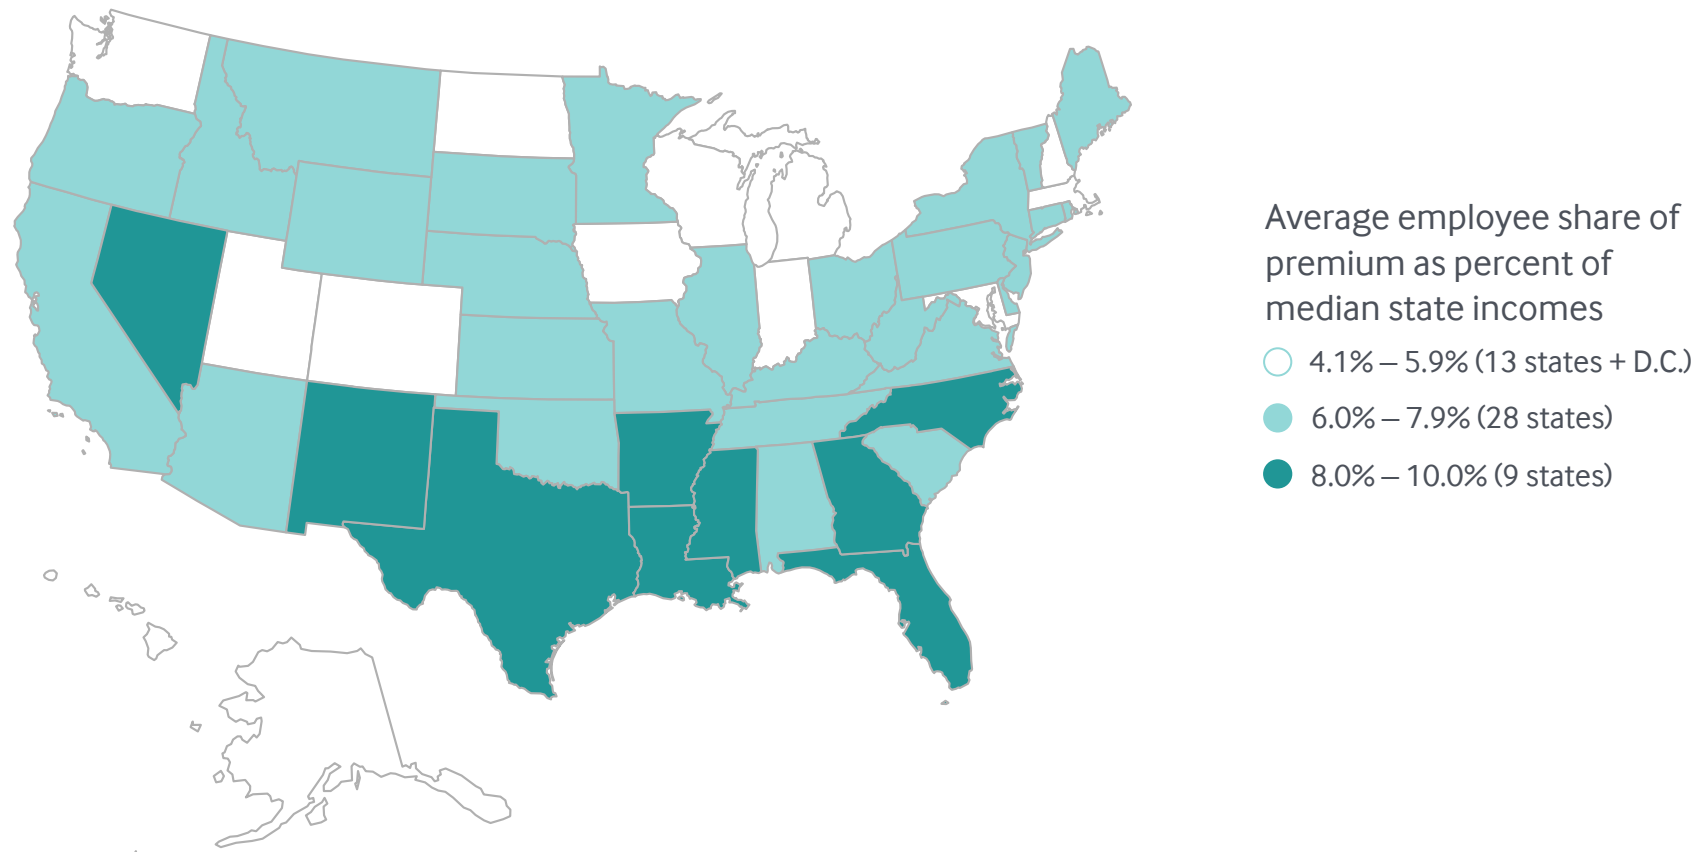 Average employee share of
premium as percent of
median state incomes
4.1% – 5.9% (13 states + D.C.)
6.0% – 7.9% (28 states)
8.0% – 10.0% (9 states)